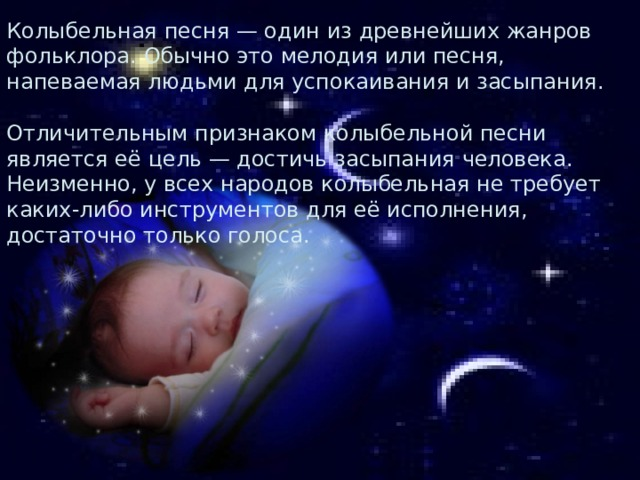 Колыбельная песня — один из древнейших жанров
фольклора. Обычно это мелодия или песня,
напеваемая людьми для успокаивания и засыпания.
Отличительным признаком колыбельной песни
является её цель — достичь засыпания человека.
Неизменно, у всех народов колыбельная не требует
каких-либо инструментов для её исполнения,
достаточно только голоса.